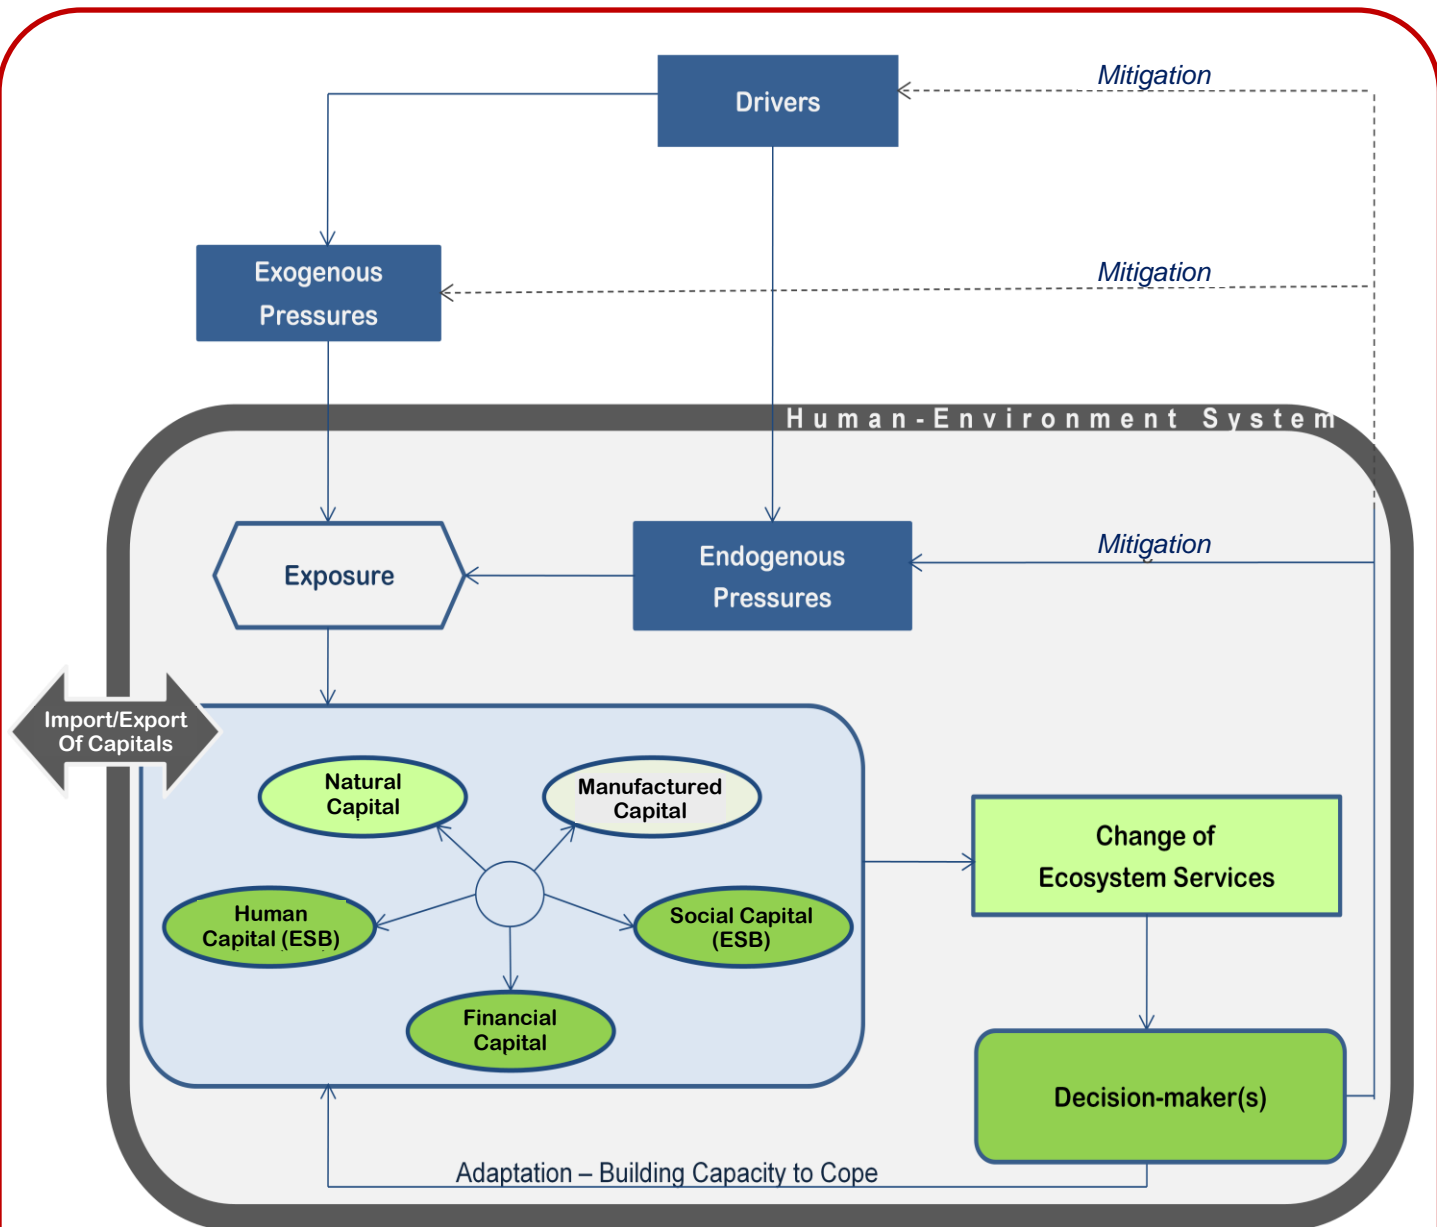 Drivers
Mitigation
Exogenous
Pressures
Mitigation
Human-Environment System
Exposure
Endogenous
Pressures
Mitigation
Import/Export
Of Capitals
Natural
Capital
Manufactured
Capital
Change of
Ecosystem Services
Human
Capital (ESB)
Social Capital
(ESB)
Financial
Capital
Decision-maker(s)
Adaptation – Building Capacity to Cope